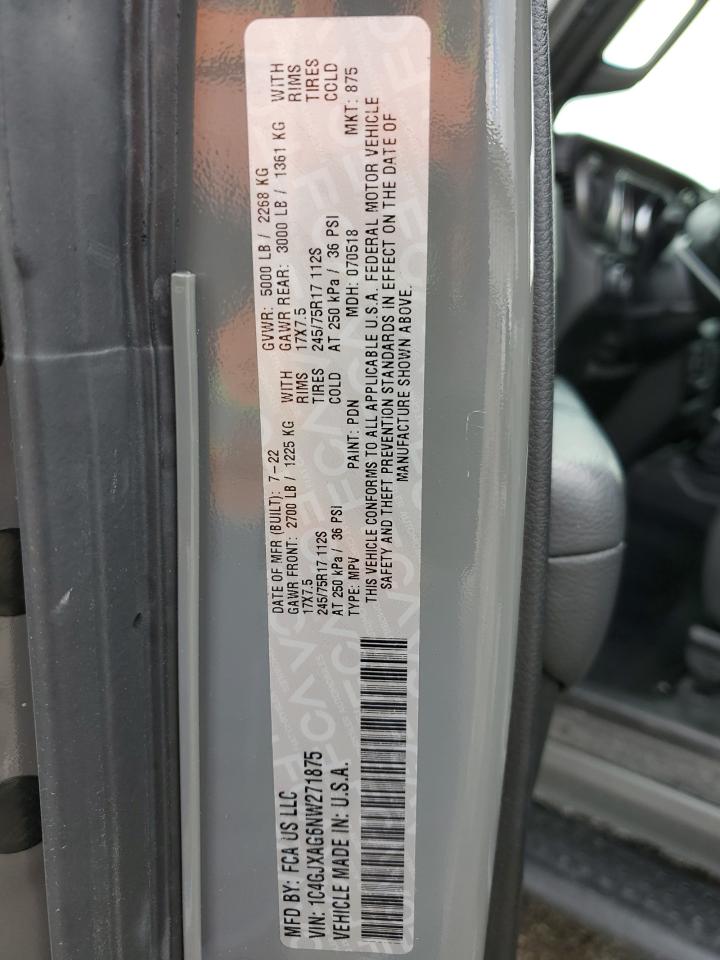 MFD BY: FCA US LLC
VIN: 1C4GJXAG6NW271875
VEHICLE MADE IN: U.S.A.
DATE OF MFR (BUILT): 7-22 GVWR: 5000 LB / 2268 KG
GAWR FRONT: 2700 LB / 1225 KG WITH GAWR REAR: 3000 LB / 1361 KG WITH
17X7.5 RIMS 17X7.5 RIMS
245/75R17 112S TIRES 245/75R17 112S TIRES
AT 250 kPa / 36 PSI COLD AT 250 kPa / 36 PSI COLD
TYPE: MPV PAINT: PDN MDH: 070518 MKT: 875
THIS VEHICLE CONFORMS TO ALL APPLICABLE U.S.A. FEDERAL MOTOR VEHICLE
SAFETY AND THEFT PREVENTION STANDARDS IN EFFECT ON THE DATE OF
MANUFACTURE SHOWN ABOVE.